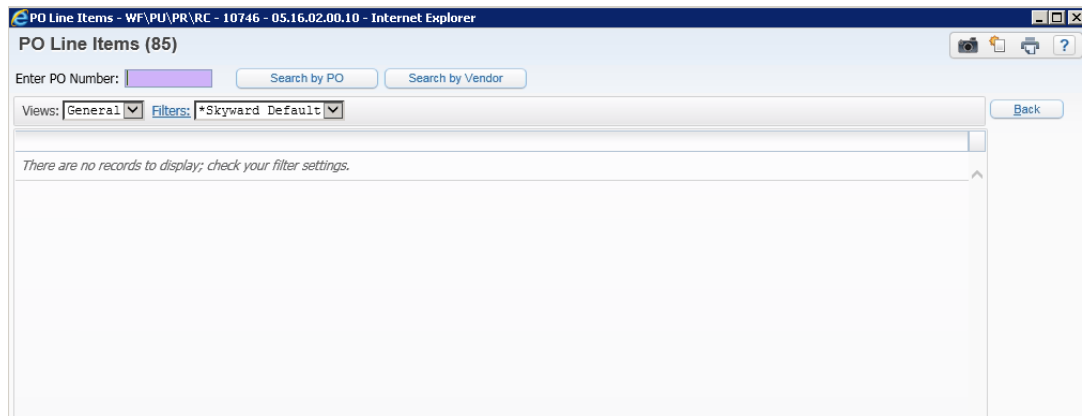 PO Line Items - WF\PU\PR\RC - 10746 - 05.16.02.00.10 - Internet Explorer
PO Line Items (85)
?
Enter PO Number: Search by PO Search by Vendor
Views: General Filters: *Skyward Default Back
There are no records to display; check your filter settings.